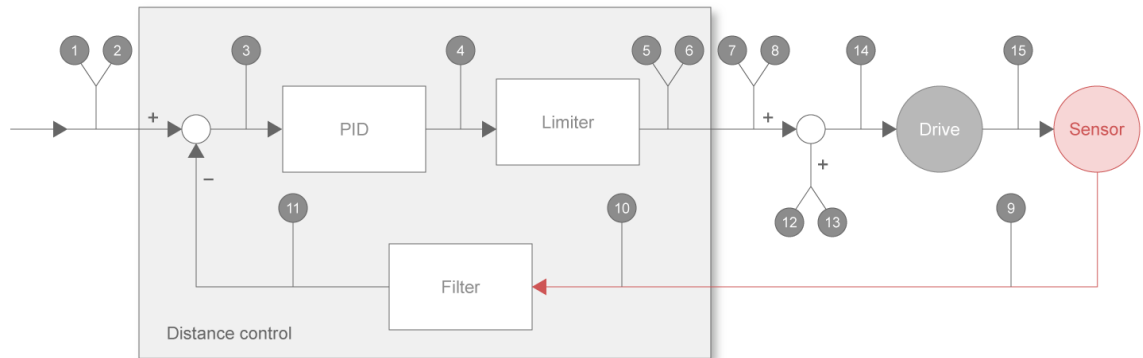 1 2 3 4 5 6 7 8 14 15
+ PID Limiter + Drive Sensor
− +
11 10 12 13 9
Filter
Distance control